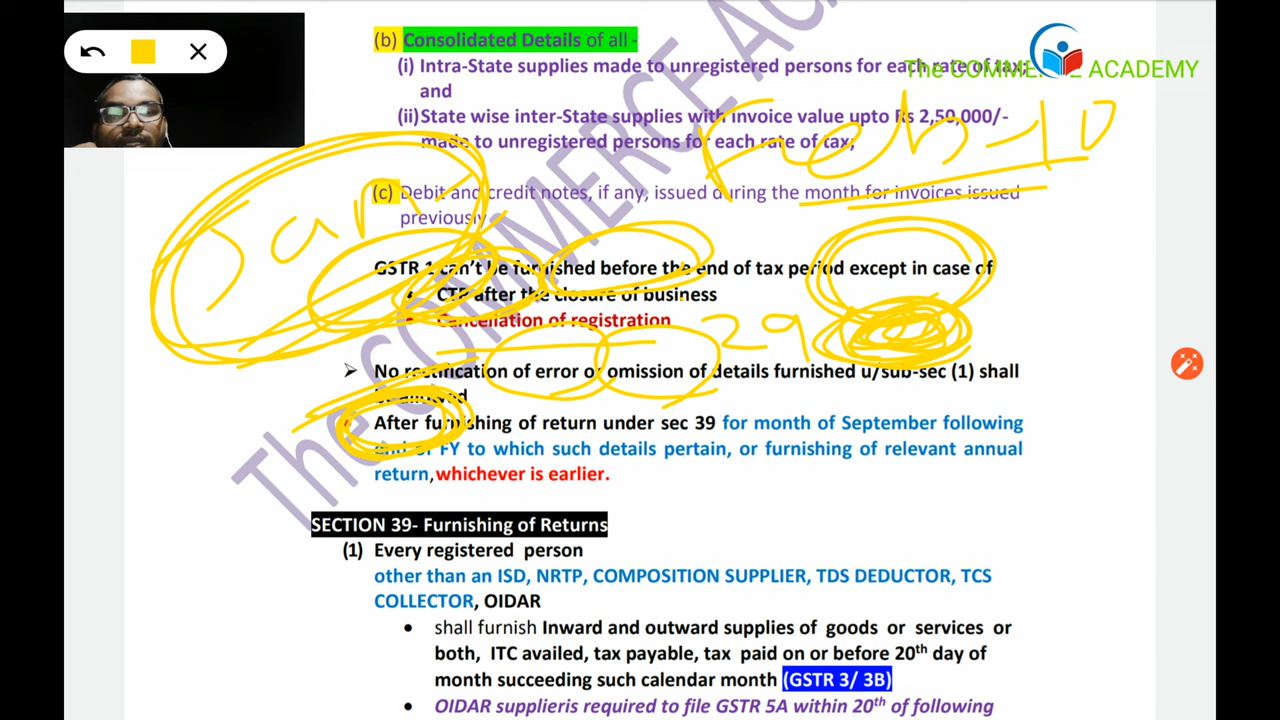 (b) Consolidated Details of all -
The COMMERCE ACADEMY
(i) Intra-State supplies made to unregistered persons for each rate of tax;
and
(ii) State wise inter-State supplies with invoice value upto Rs 2,50,000/-
made to unregistered persons for each rate of tax;
Feb-10
(c) Debit and credit notes, if any, issued during the month for invoices issued
previously
Jan
GSTR 1 can't be furnished before the end of tax period except in case of
• CTP after the closure of business
• Cancellation of registration
29
➤ No rectification of error or omission of details furnished u/sub-sec (1) shall
be allowed
After furnishing of return under sec 39 for month of September following
end of FY to which such details pertain, or furnishing of relevant annual
return, whichever is earlier.
SECTION 39- Furnishing of Returns
(1) Every registered person
other than an ISD, NRTP, COMPOSITION SUPPLIER, TDS DEDUCTOR, TCS
COLLECTOR, OIDAR
• shall furnish Inward and outward supplies of goods or services or
both, ITC availed, tax payable, tax paid on or before 20th day of
month succeeding such calendar month (GSTR 3/ 3B)
• OIDAR supplieris required to file GSTR 5A within 20th of following
The COMMERCE ACA